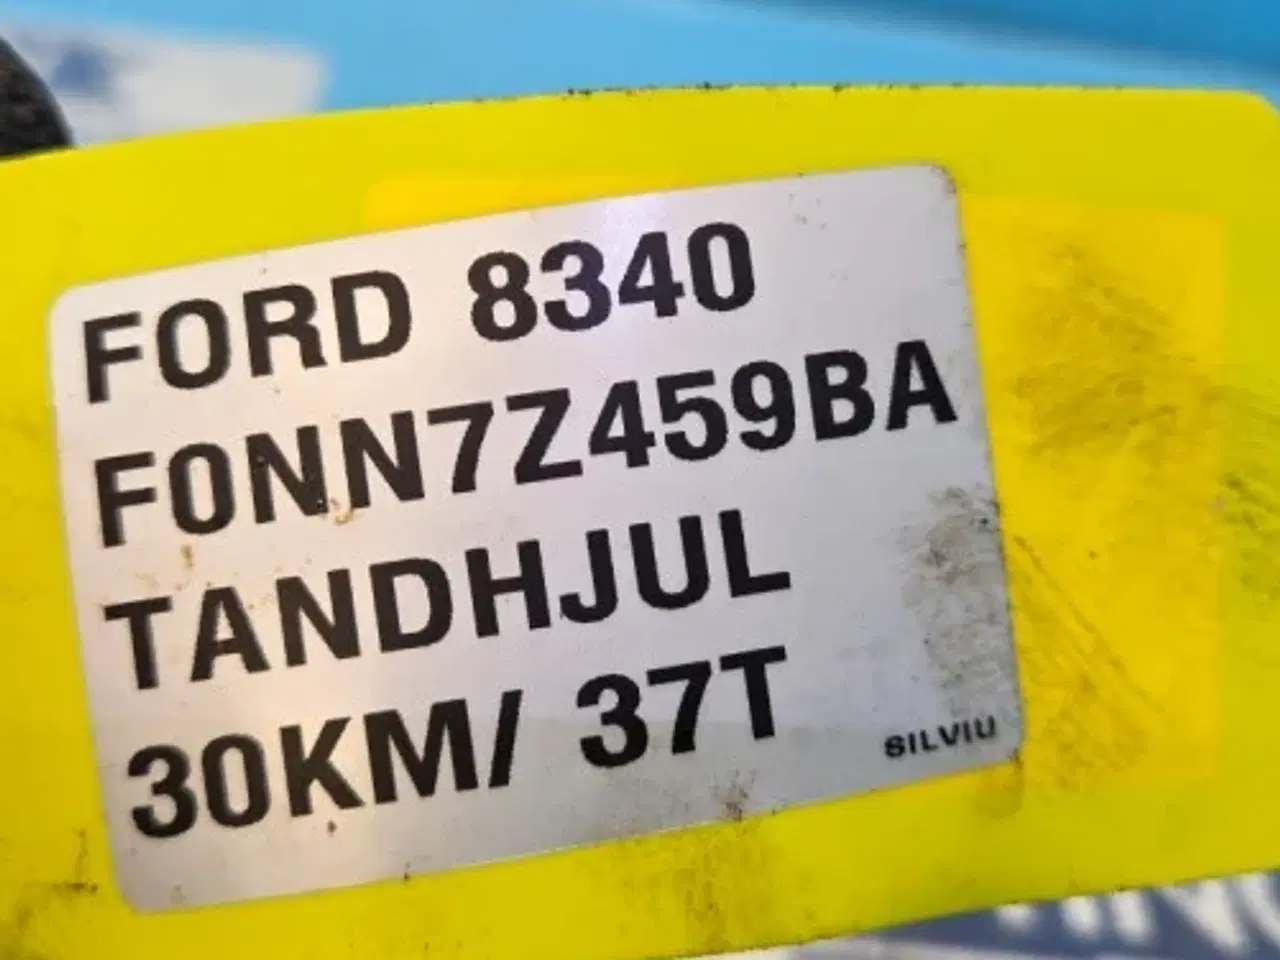 FORD 8340
F0NN7Z459BA
TANDHJUL
30KM/ 37T
SILVIU